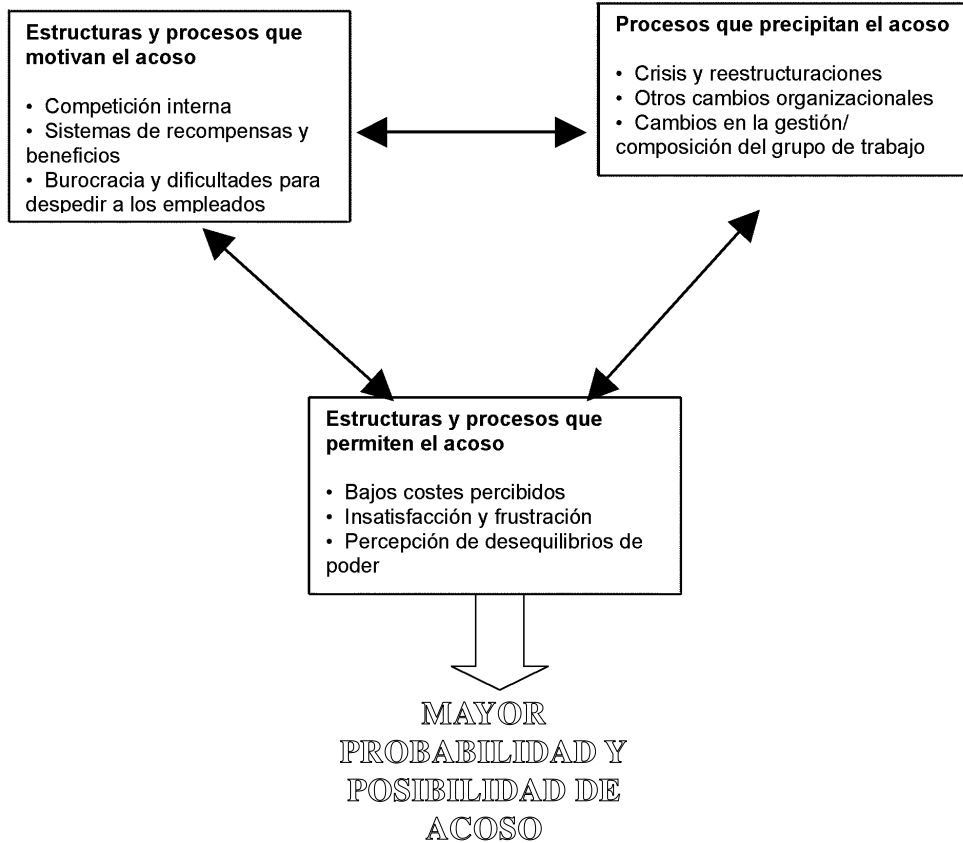 Estructuras y procesos que
motivan el acoso
• Competición interna
• Sistemas de recompensas y
beneficios
• Burocracia y dificultades para
despedir a los empleados
Procesos que precipitan el acoso
• Crisis y reestructuraciones
• Otros cambios organizacionales
• Cambios en la gestión/
composición del grupo de trabajo
Estructuras y procesos que
permiten el acoso
• Bajos costes percibidos
• Insatisfacción y frustración
• Percepción de desequilibrios de
poder
MAYOR
PROBABILIDAD Y
POSIBILIDAD DE
ACOSO